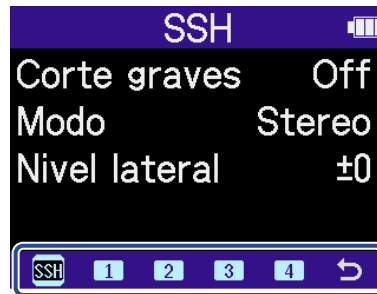 SSH
Corte graves Off
Modo Stereo
Nivel lateral ±0
SSH 1 2 3 4